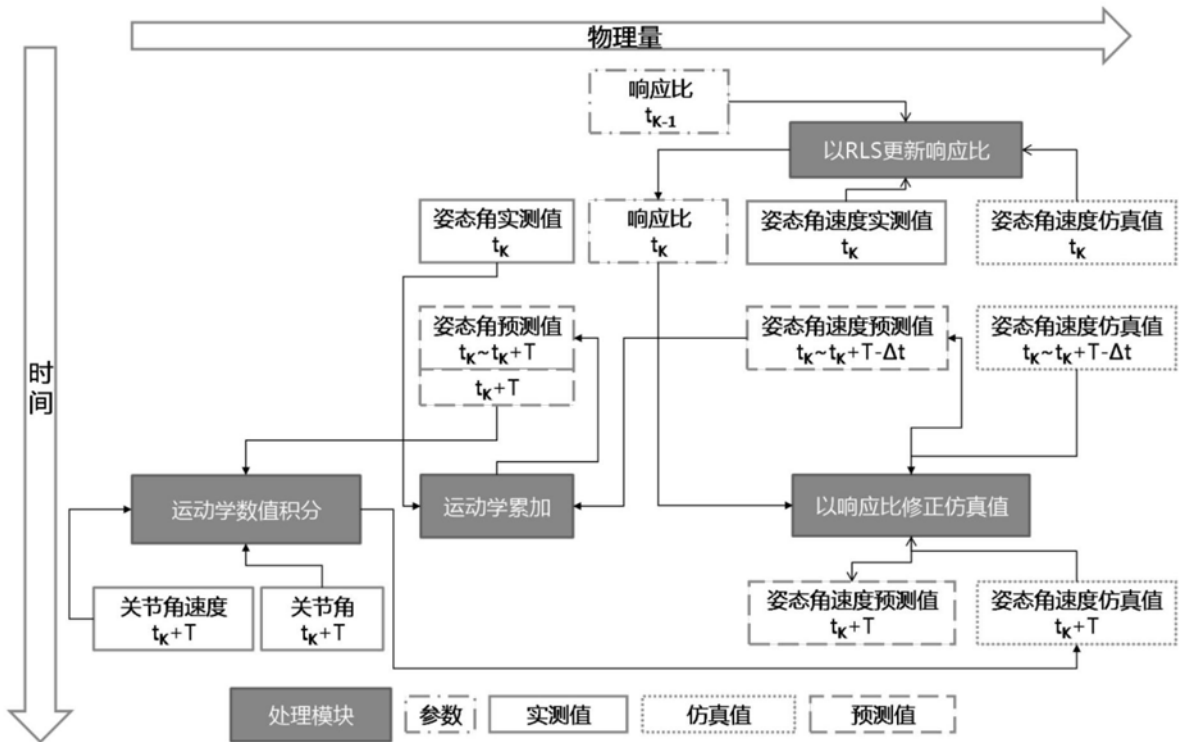 物理量
时间
响应比
tK-1
以RLS更新响应比
姿态角实测值
tK
响应比
tK
姿态角速度实测值
tK
姿态角速度仿真值
tK
姿态角预测值
tK~tK+T
tK+T
姿态角速度预测值
tK~tK+T-Δt
姿态角速度仿真值
tK~tK+T-Δt
运动学数值积分
运动学累加
以响应比修正仿真值
关节角速度
tK+T
关节角
tK+T
姿态角速度预测值
tK+T
姿态角速度仿真值
tK+T
处理模块
参数
实测值
仿真值
预测值